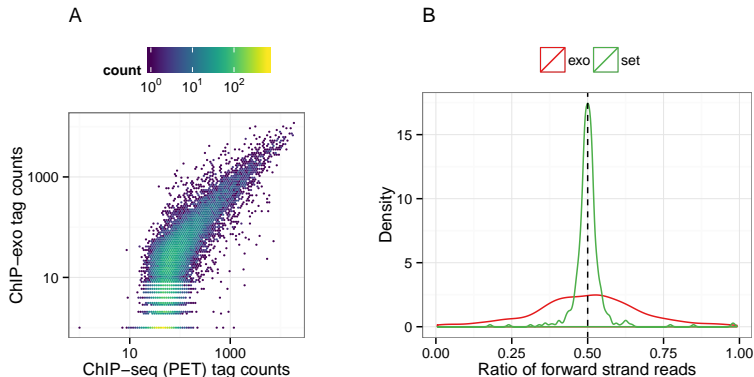 A
count
10^0 10^1 10^2
ChIP−exo tag counts
1000
10
10 1000
ChIP−seq (PET) tag counts
B
exo set
Density
15
10
5
0
0.00 0.25 0.50 0.75 1.00
Ratio of forward strand reads